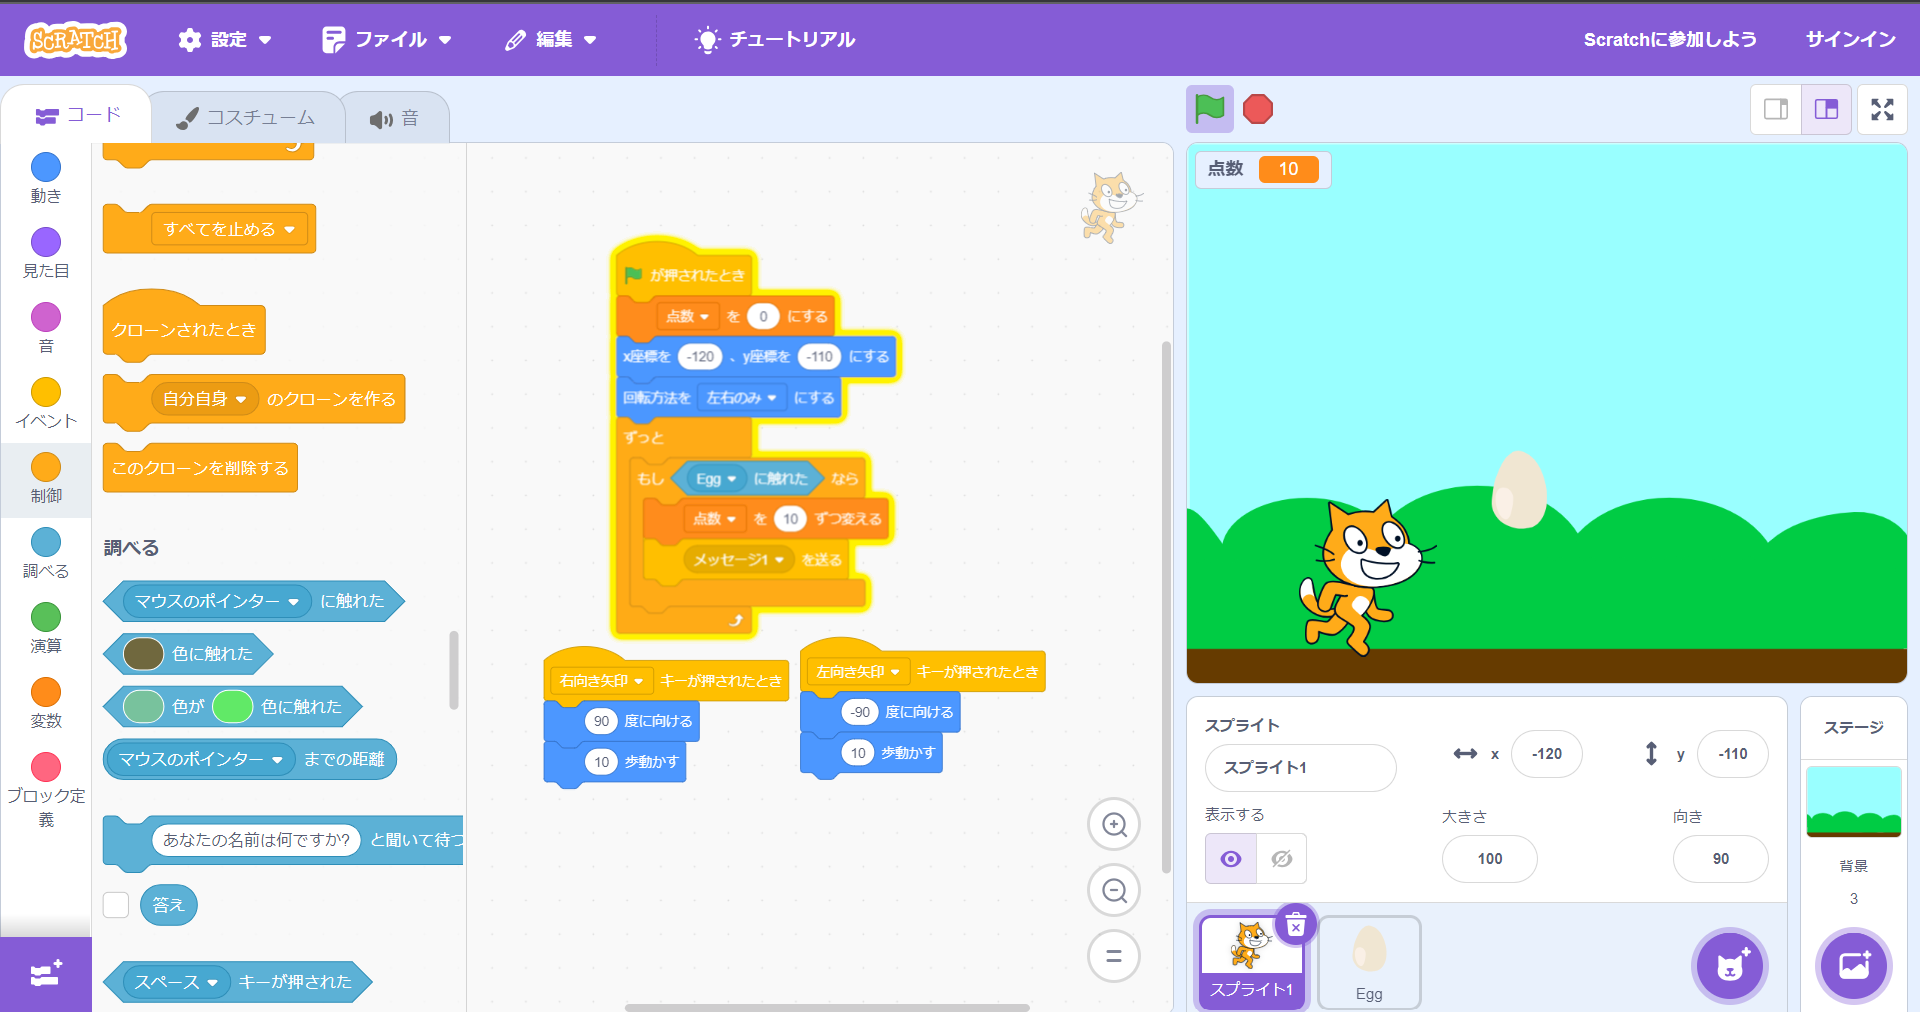 SCRATCH
設定
ファイル
編集
チュートリアル
Scratchに参加しよう
サインイン
コード
コスチューム
音
動き
見た目
音
イベント
制御
調べる
演算
変数
ブロック定
義
すべてを止める
クローンされたとき
自分自身 のクローンを作る
このクローンを削除する
調べる
マウスのポインター に触れた
色に触れた
色が 色に触れた
マウスのポインター までの距離
あなたの名前は何ですか? と聞いて待つ
答え
スペース キーが押された
が押されたとき
点数 を 0 にする
x座標を -120 、y座標を -110 にする
回転方法を 左右のみ にする
ずっと
もし Egg に触れた なら
点数 を 10 ずつ変える
メッセージ1 を送る
右向き矢印 キーが押されたとき
90 度に向ける
10 歩動かす
左向き矢印 キーが押されたとき
-90 度に向ける
10 歩動かす
点数 10
スプライト
スプライト1
x -120
y -110
表示する
大きさ
100
向き
90
スプライト1
Egg
ステージ
背景
3